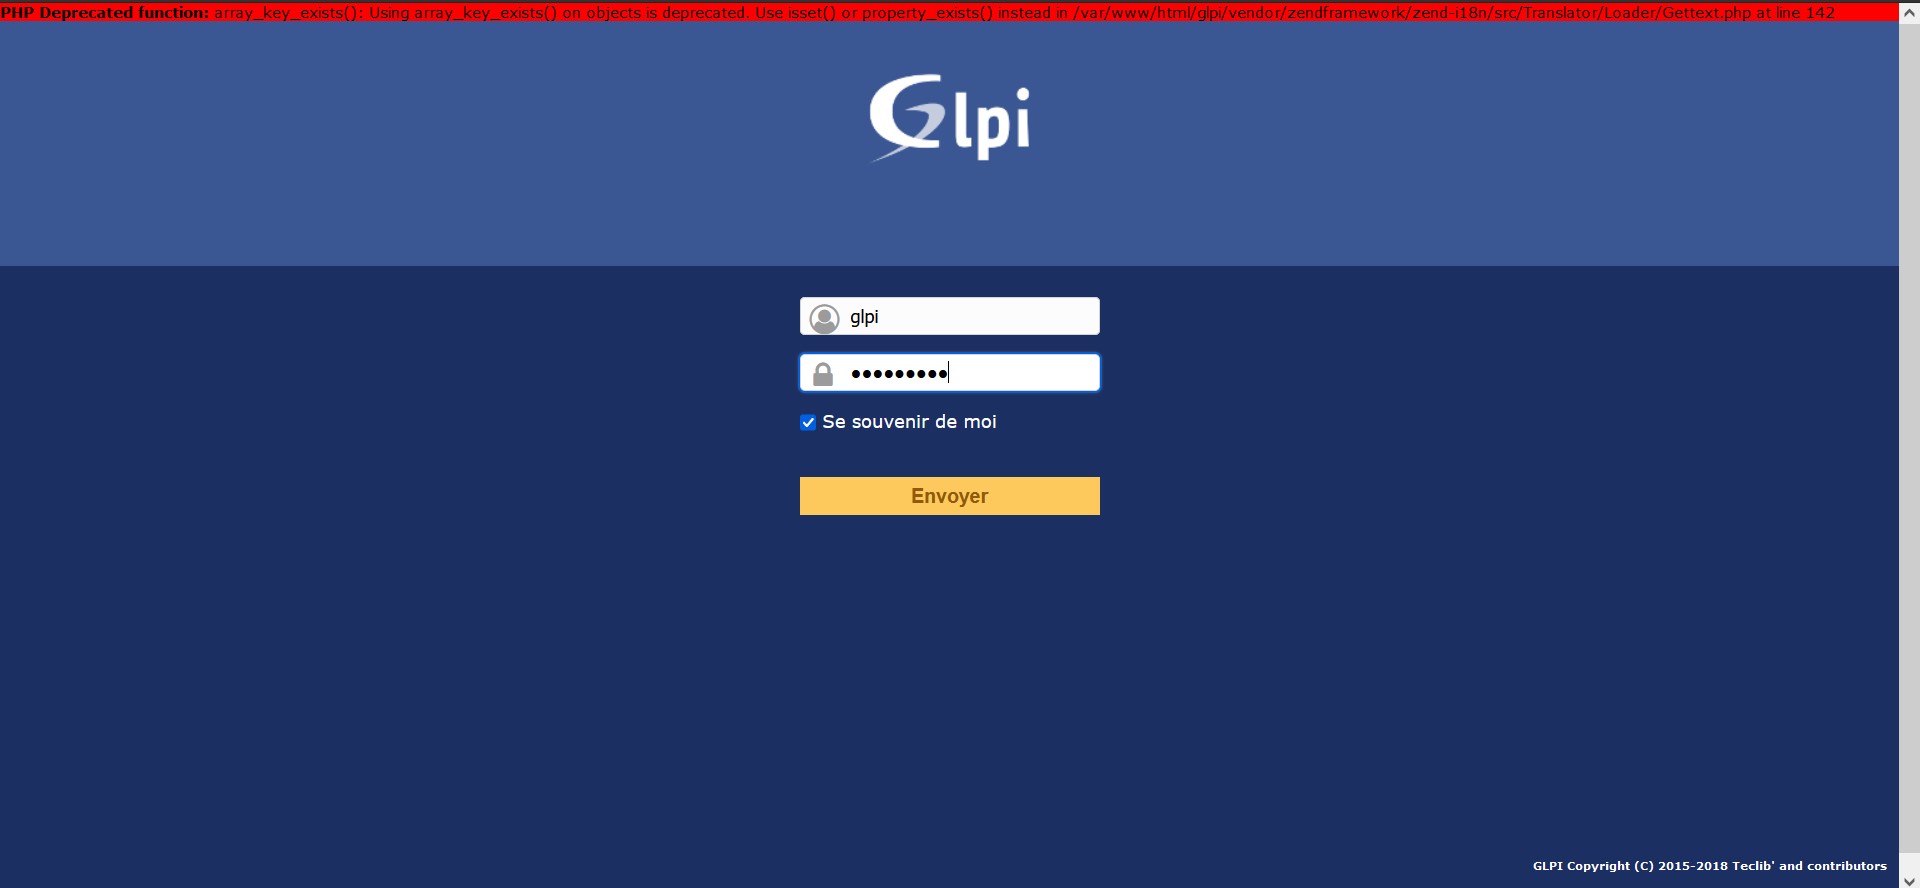 PHP Deprecated function: array_key_exists(): Using array_key_exists() on objects is deprecated. Use isset() or property_exists() instead in /var/www/html/glpi/vendor/zendframework/zend-i18n/src/Translator/Loader/Gettext.php at line 142
Glpi
glpi
•••••••••
Se souvenir de moi
Envoyer
GLPI Copyright (C) 2015-2018 Teclib' and contributors